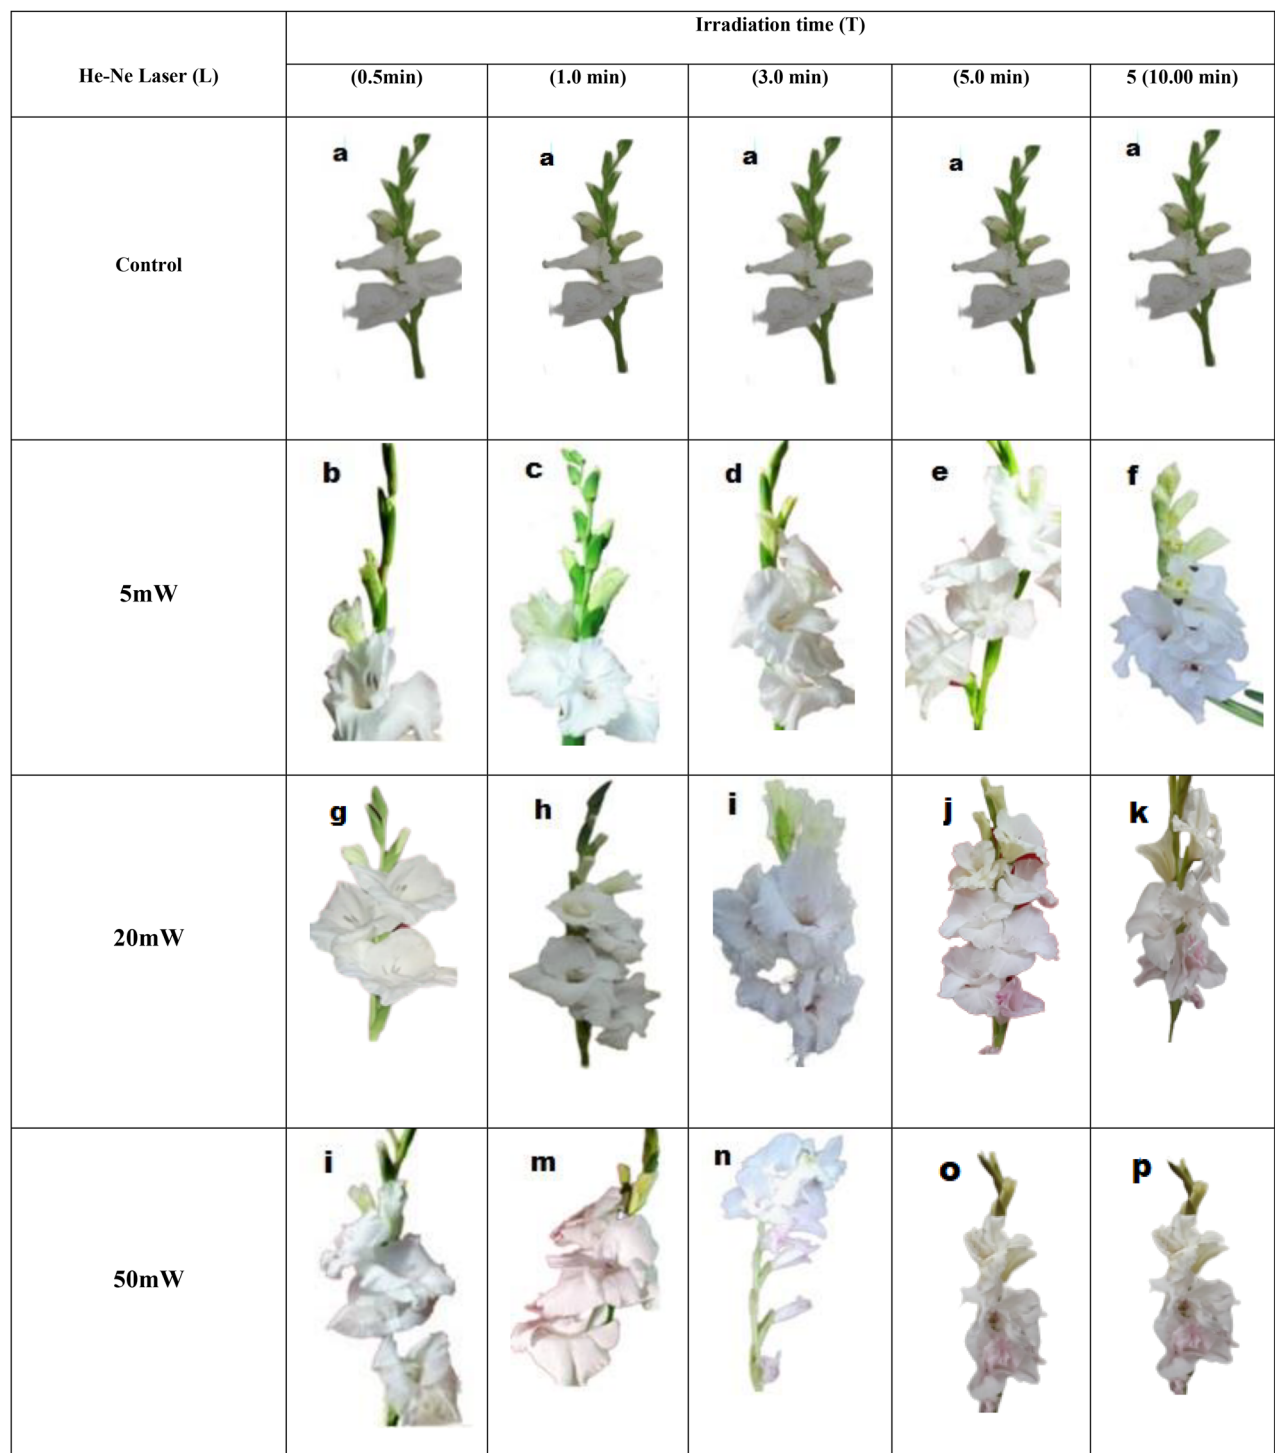 Irradiation time (T)
He-Ne Laser (L)
(0.5min) (1.0 min) (3.0 min) (5.0 min) 5 (10.00 min)
Control
a a a a a
5mW
b c d e f
20mW
g h i j k
50mW
i m n o p